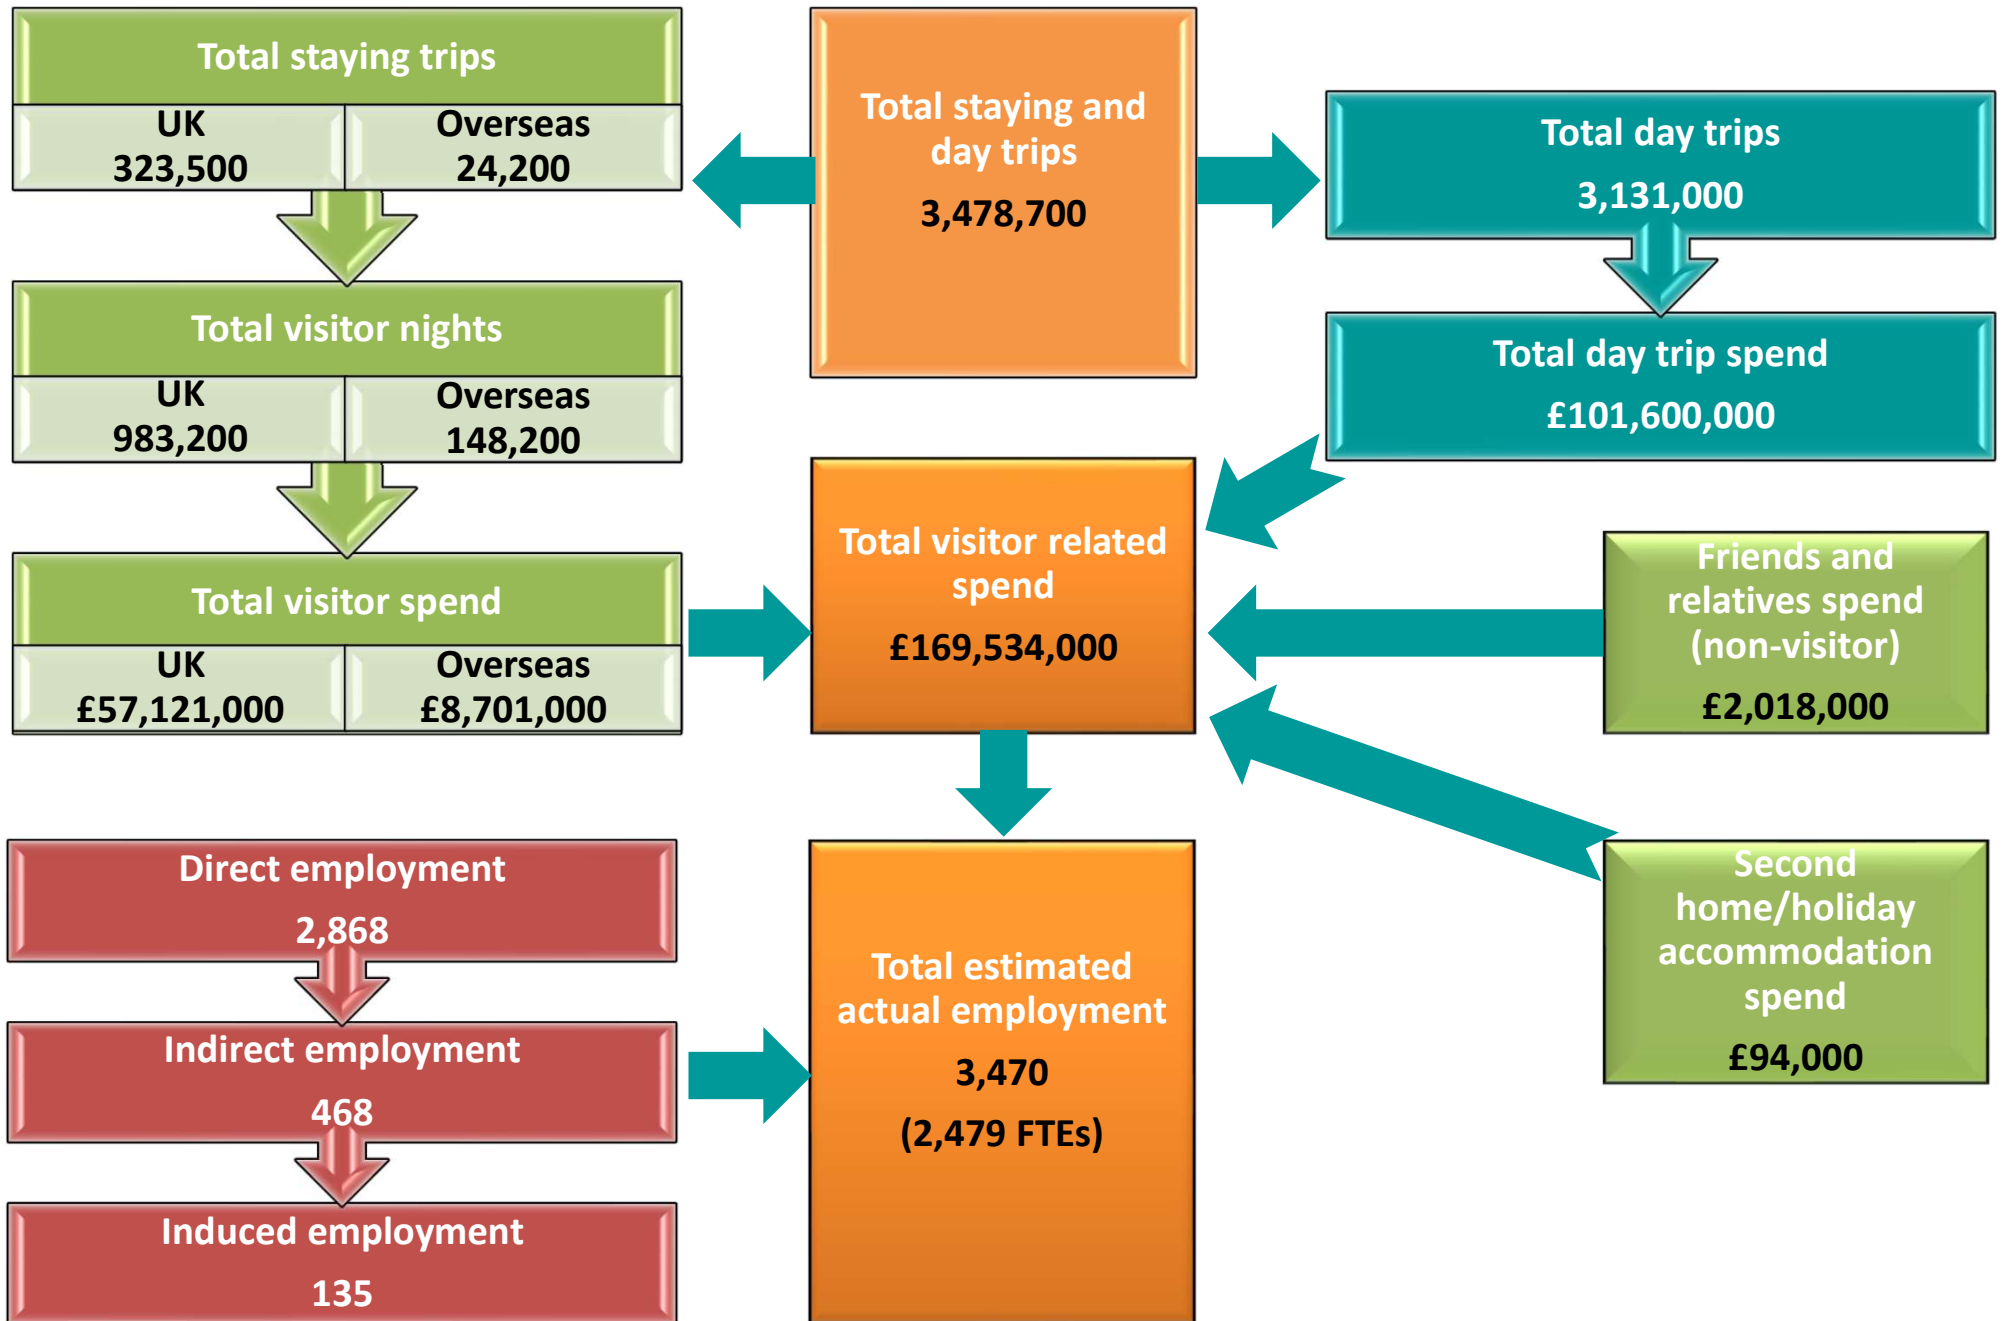 Total staying trips
UK
323,500
Overseas
24,200
Total visitor nights
UK
983,200
Overseas
148,200
Total visitor spend
UK
£57,121,000
Overseas
£8,701,000
Total staying and
day trips
3,478,700
Total day trips
3,131,000
Total day trip spend
£101,600,000
Total visitor related
spend
£169,534,000
Friends and
relatives spend
(non-visitor)
£2,018,000
Second
home/holiday
accommodation
spend
£94,000
Direct employment
2,868
Indirect employment
468
Induced employment
135
Total estimated
actual employment
3,470
(2,479 FTEs)